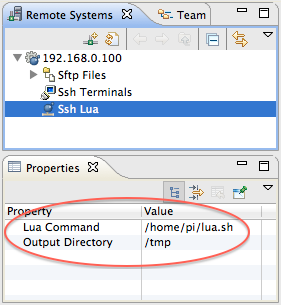 Remote Systems Team
192.168.0.100
Sftp Files
Ssh Terminals
Ssh Lua
Properties
Property Value
Lua Command /home/pi/lua.sh
Output Directory /tmp